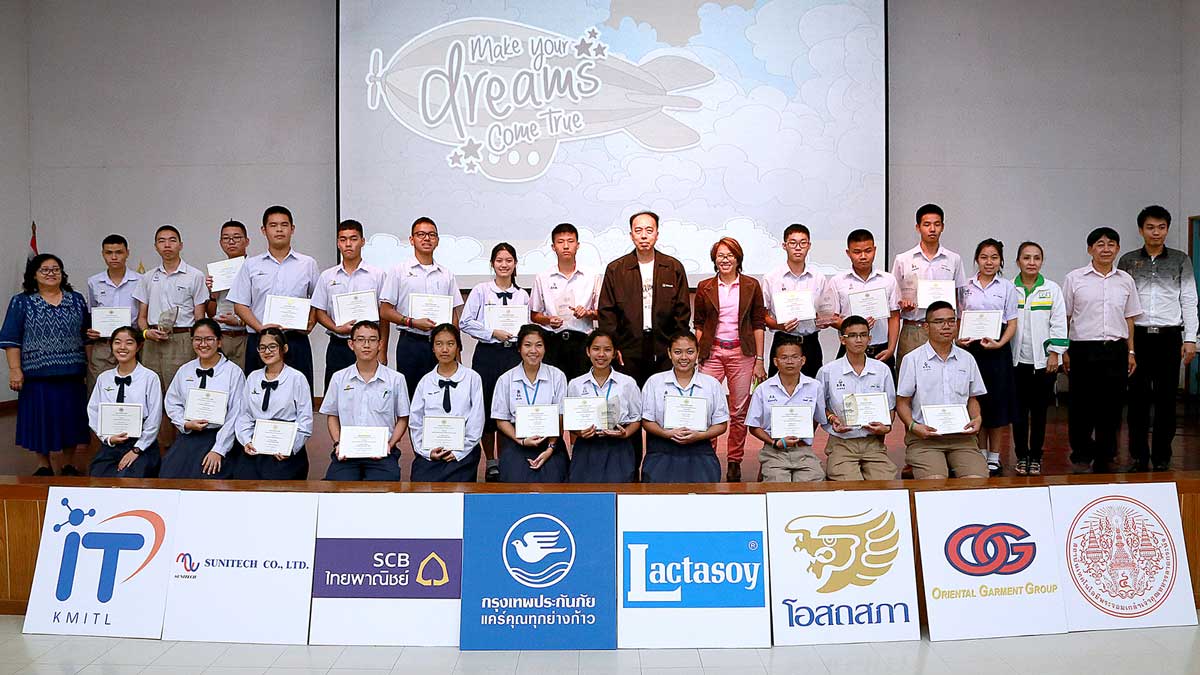 Make your
dreams
Come True
IT
KMITL
SUNITECH
SUNITECH CO., LTD.
SCB
ไทยพาณิชย์
กรุงเทพประกันภัย
แคร์คุณทุกย่างก้าว
Lactasoy®
โอสถสภา
OGG
ORIENTAL GARMENT GROUP